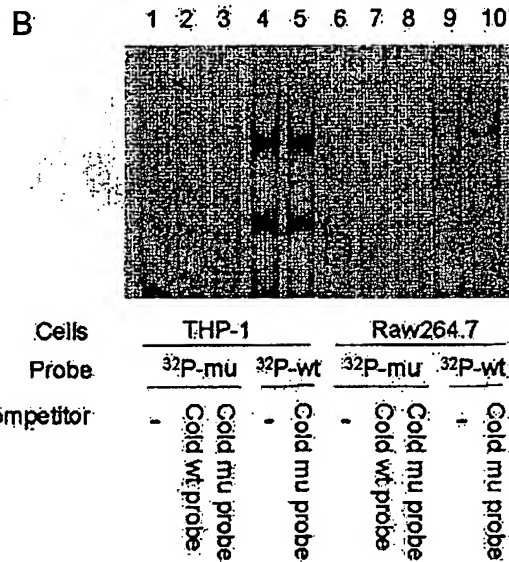 B
1 2 3 4 5 6 7 8 9 10
Cells THP-1 Raw264.7
Probe ³²P-mu ³²P-wt ³²P-mu ³²P-wt
ompetitor - Cold wt probe Cold mu probe - Cold mu probe - Cold wt probe Cold mu probe - Cold mu probe